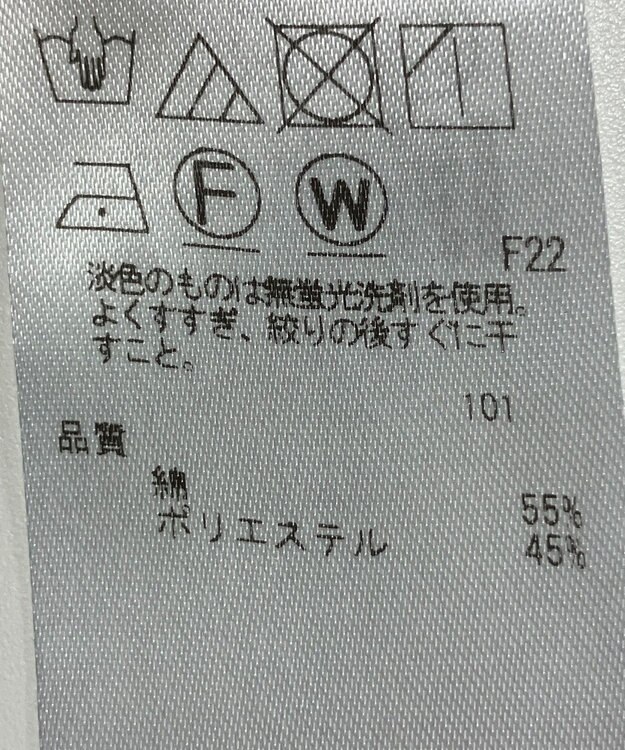 F W
F22
淡色のものは無蛍光洗剤を使用。
よくすすぎ、絞りの後すぐに干
すこと。
101
品質
綿 55%
ポリエステル 45%